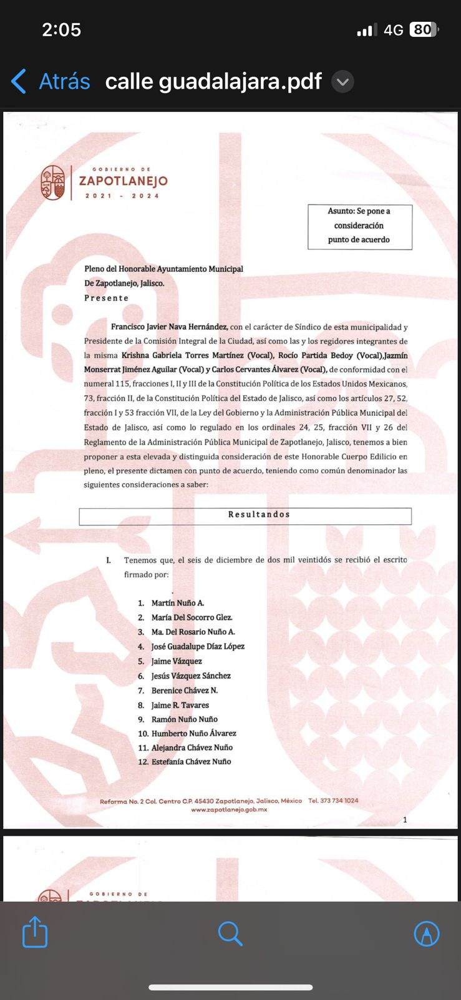 2:05
4G 80
Atrás calle guadalajara.pdf
GOBIERNO DE
ZAPOTLANEJO
2021 - 2024
Asunto: Se pone a
consideración
punto de acuerdo
Pleno del Honorable Ayuntamiento Municipal
De Zapotlanejo, Jalisco.
Presente
Francisco Javier Nava Hernández, con el carácter de Síndico de esta municipalidad y
Presidente de la Comisión Integral de la Ciudad, así como las y los regidores integrantes de
la misma Krishna Gabriela Torres Martínez (Vocal), Rocío Partida Bedoy (Vocal),Jazmín
Monserrat Jiménez Aguilar (Vocal) y Carlos Cervantes Álvarez (Vocal), de conformidad con el
numeral 115, fracciones I, II y III de la Constitución Política de los Estados Unidos Mexicanos,
73, fracción II, de la Constitución Política del Estado de Jalisco, así como los artículos 27, 52,
fracción I y 53 fracción VII, de la Ley del Gobierno y la Administración Pública Municipal del
Estado de Jalisco, así como lo regulado en los ordinales 24, 25, fracción VII y 26 del
Reglamento de la Administración Pública Municipal de Zapotlanejo, Jalisco, tenemos a bien
proponer a esta elevada y distinguida consideración de este Honorable Cuerpo Edilicio en
pleno, el presente dictamen con punto de acuerdo, teniendo como común denominador las
siguientes consideraciones a saber:
Resultandos
I. Tenemos que, el seis de diciembre de dos mil veintidós se recibió el escrito
firmado por:
1. Martín Nuño A.
2. María Del Socorro Glez.
3. Ma. Del Rosario Nuño A.
4. José Guadalupe Díaz López
5. Jaime Vázquez
6. Jesús Vázquez Sánchez
7. Berenice Chávez N.
8. Jaime R. Tavares
9. Ramón Nuño Nuño
10. Humberto Nuño Álvarez
11. Alejandra Chávez Nuño
12. Estefanía Chávez Nuño
Reforma No. 2 Col. Centro C.P. 45430 Zapotlanejo, Jalisco, México Tel. 373 734 1024
www.zapotlanejo.gob.mx
1
GOBIERNO DE